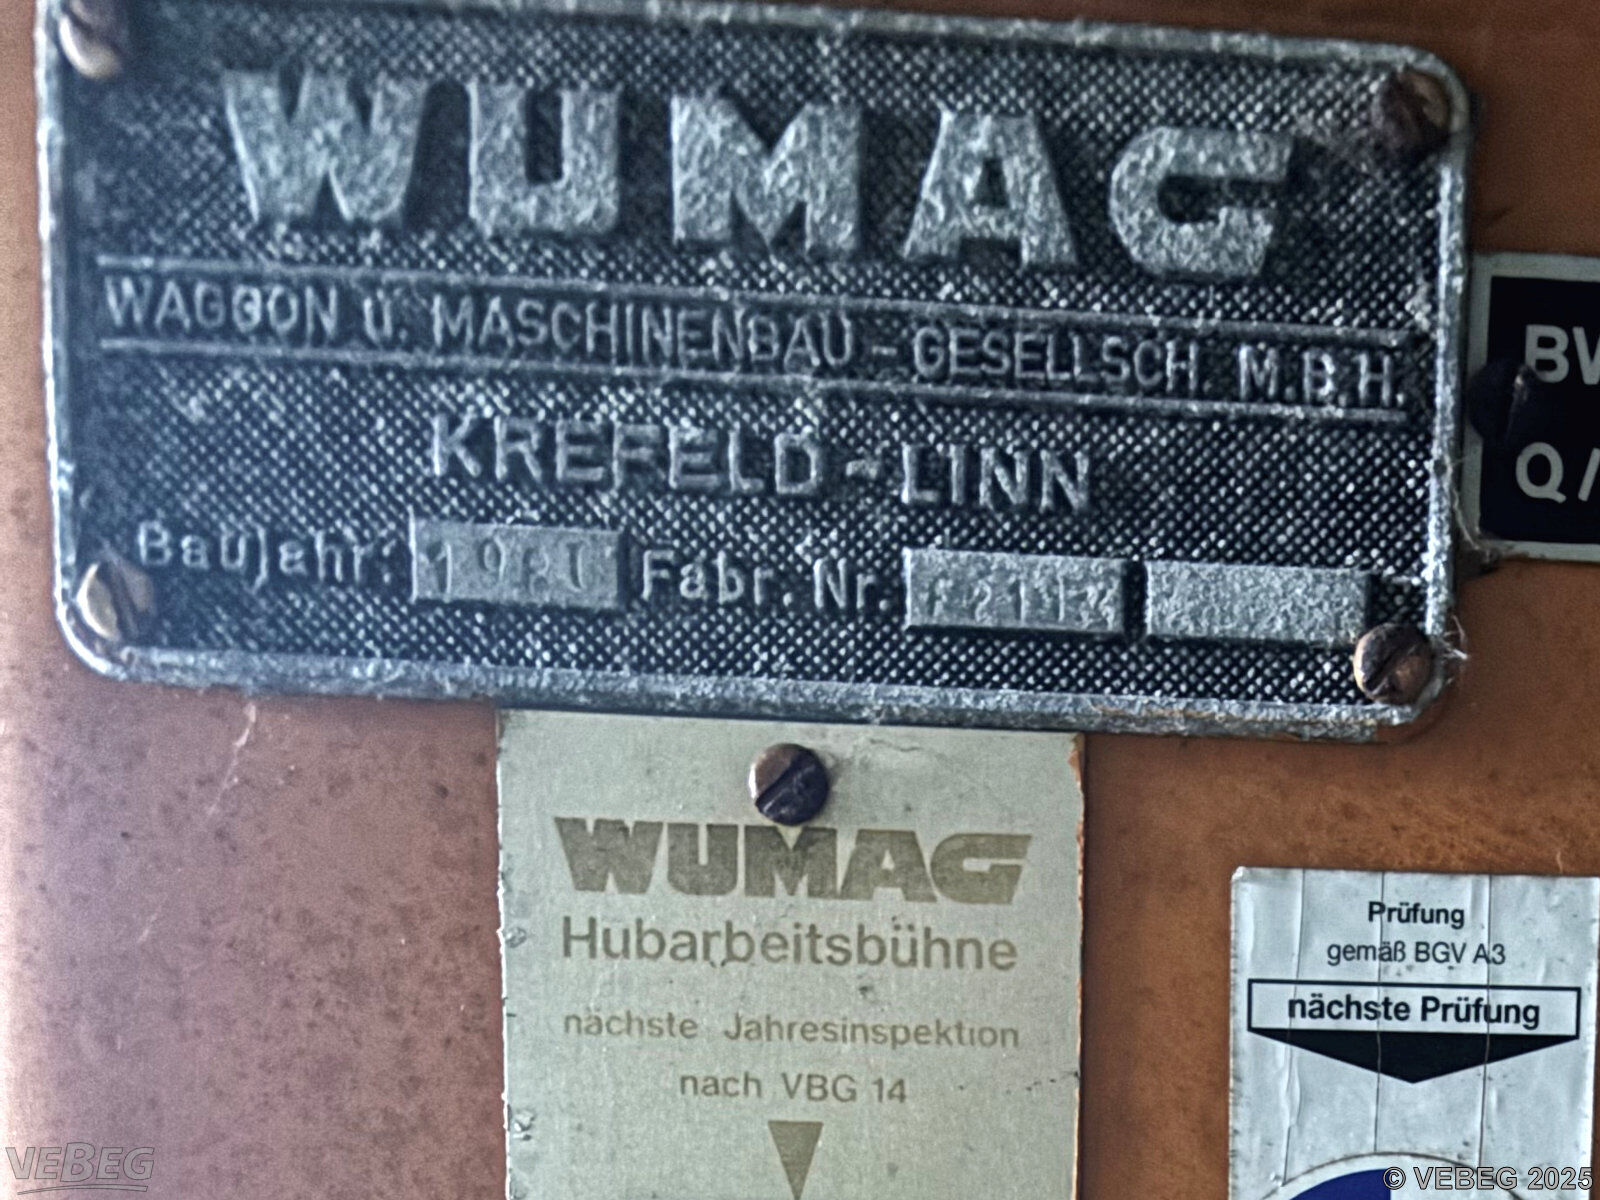 WUMAG
WAGGON U. MASCHINENBAU - GESELLSCH. M.B.H.
KREFELD - LINN
Baujahr: Fabr. Nr.
WUMAG
Hubarbeitsbühne
nächste Jahresinspektion
nach VBG 14
BW
Q/
Prüfung
gemäß BGV A3
nächste Prüfung
VEBEG
© VEBEG 2025